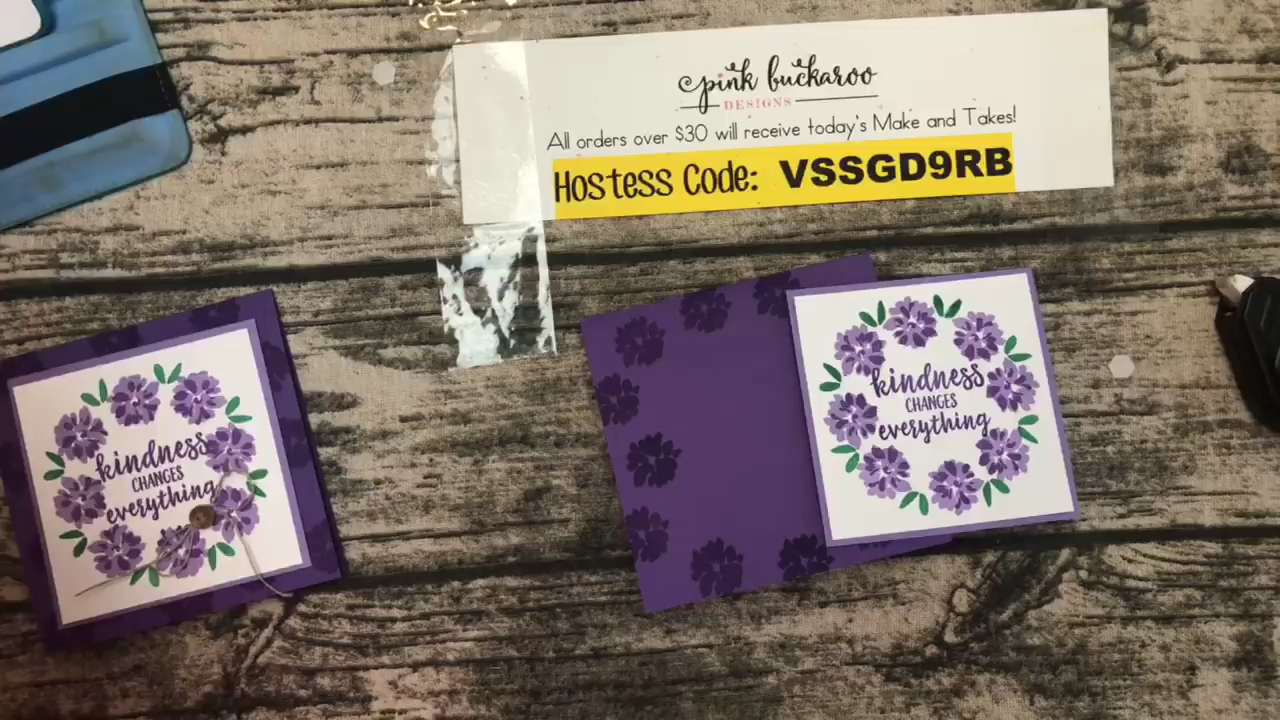 pink buckaroo
DESIGNS
All orders over $30 will receive today's Make and Takes!
Hostess Code: VSSGD9RB
kindness
CHANGES
everything
kindness
CHANGES
everything